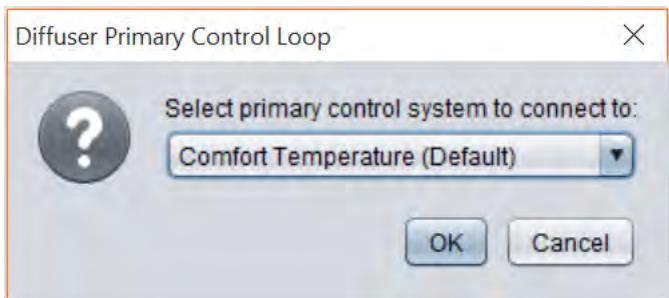 Diffuser Primary Control Loop
Select primary control system to connect to:
Comfort Temperature (Default)
OK Cancel